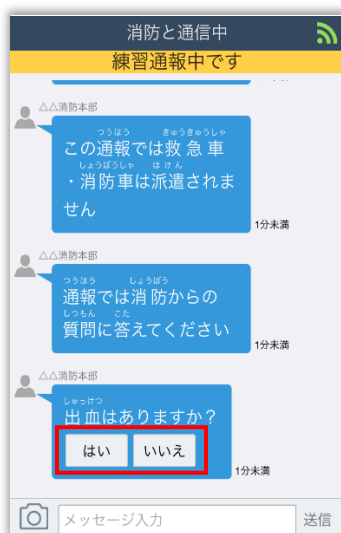 消防と通信中
練習通報中です
△△消防本部
つうほう きゅうきゅうしゃ
この通報では救急車
しょうぼうしゃ はけん
・消防車は派遣されま
せん
1分未満
△△消防本部
つうほう しょうぼう
通報では消防からの
しつもん こた
質問に答えてください
1分未満
△△消防本部
しゅっけつ
出血はありますか？
はい いいえ
1分未満
メッセージ入力 送信